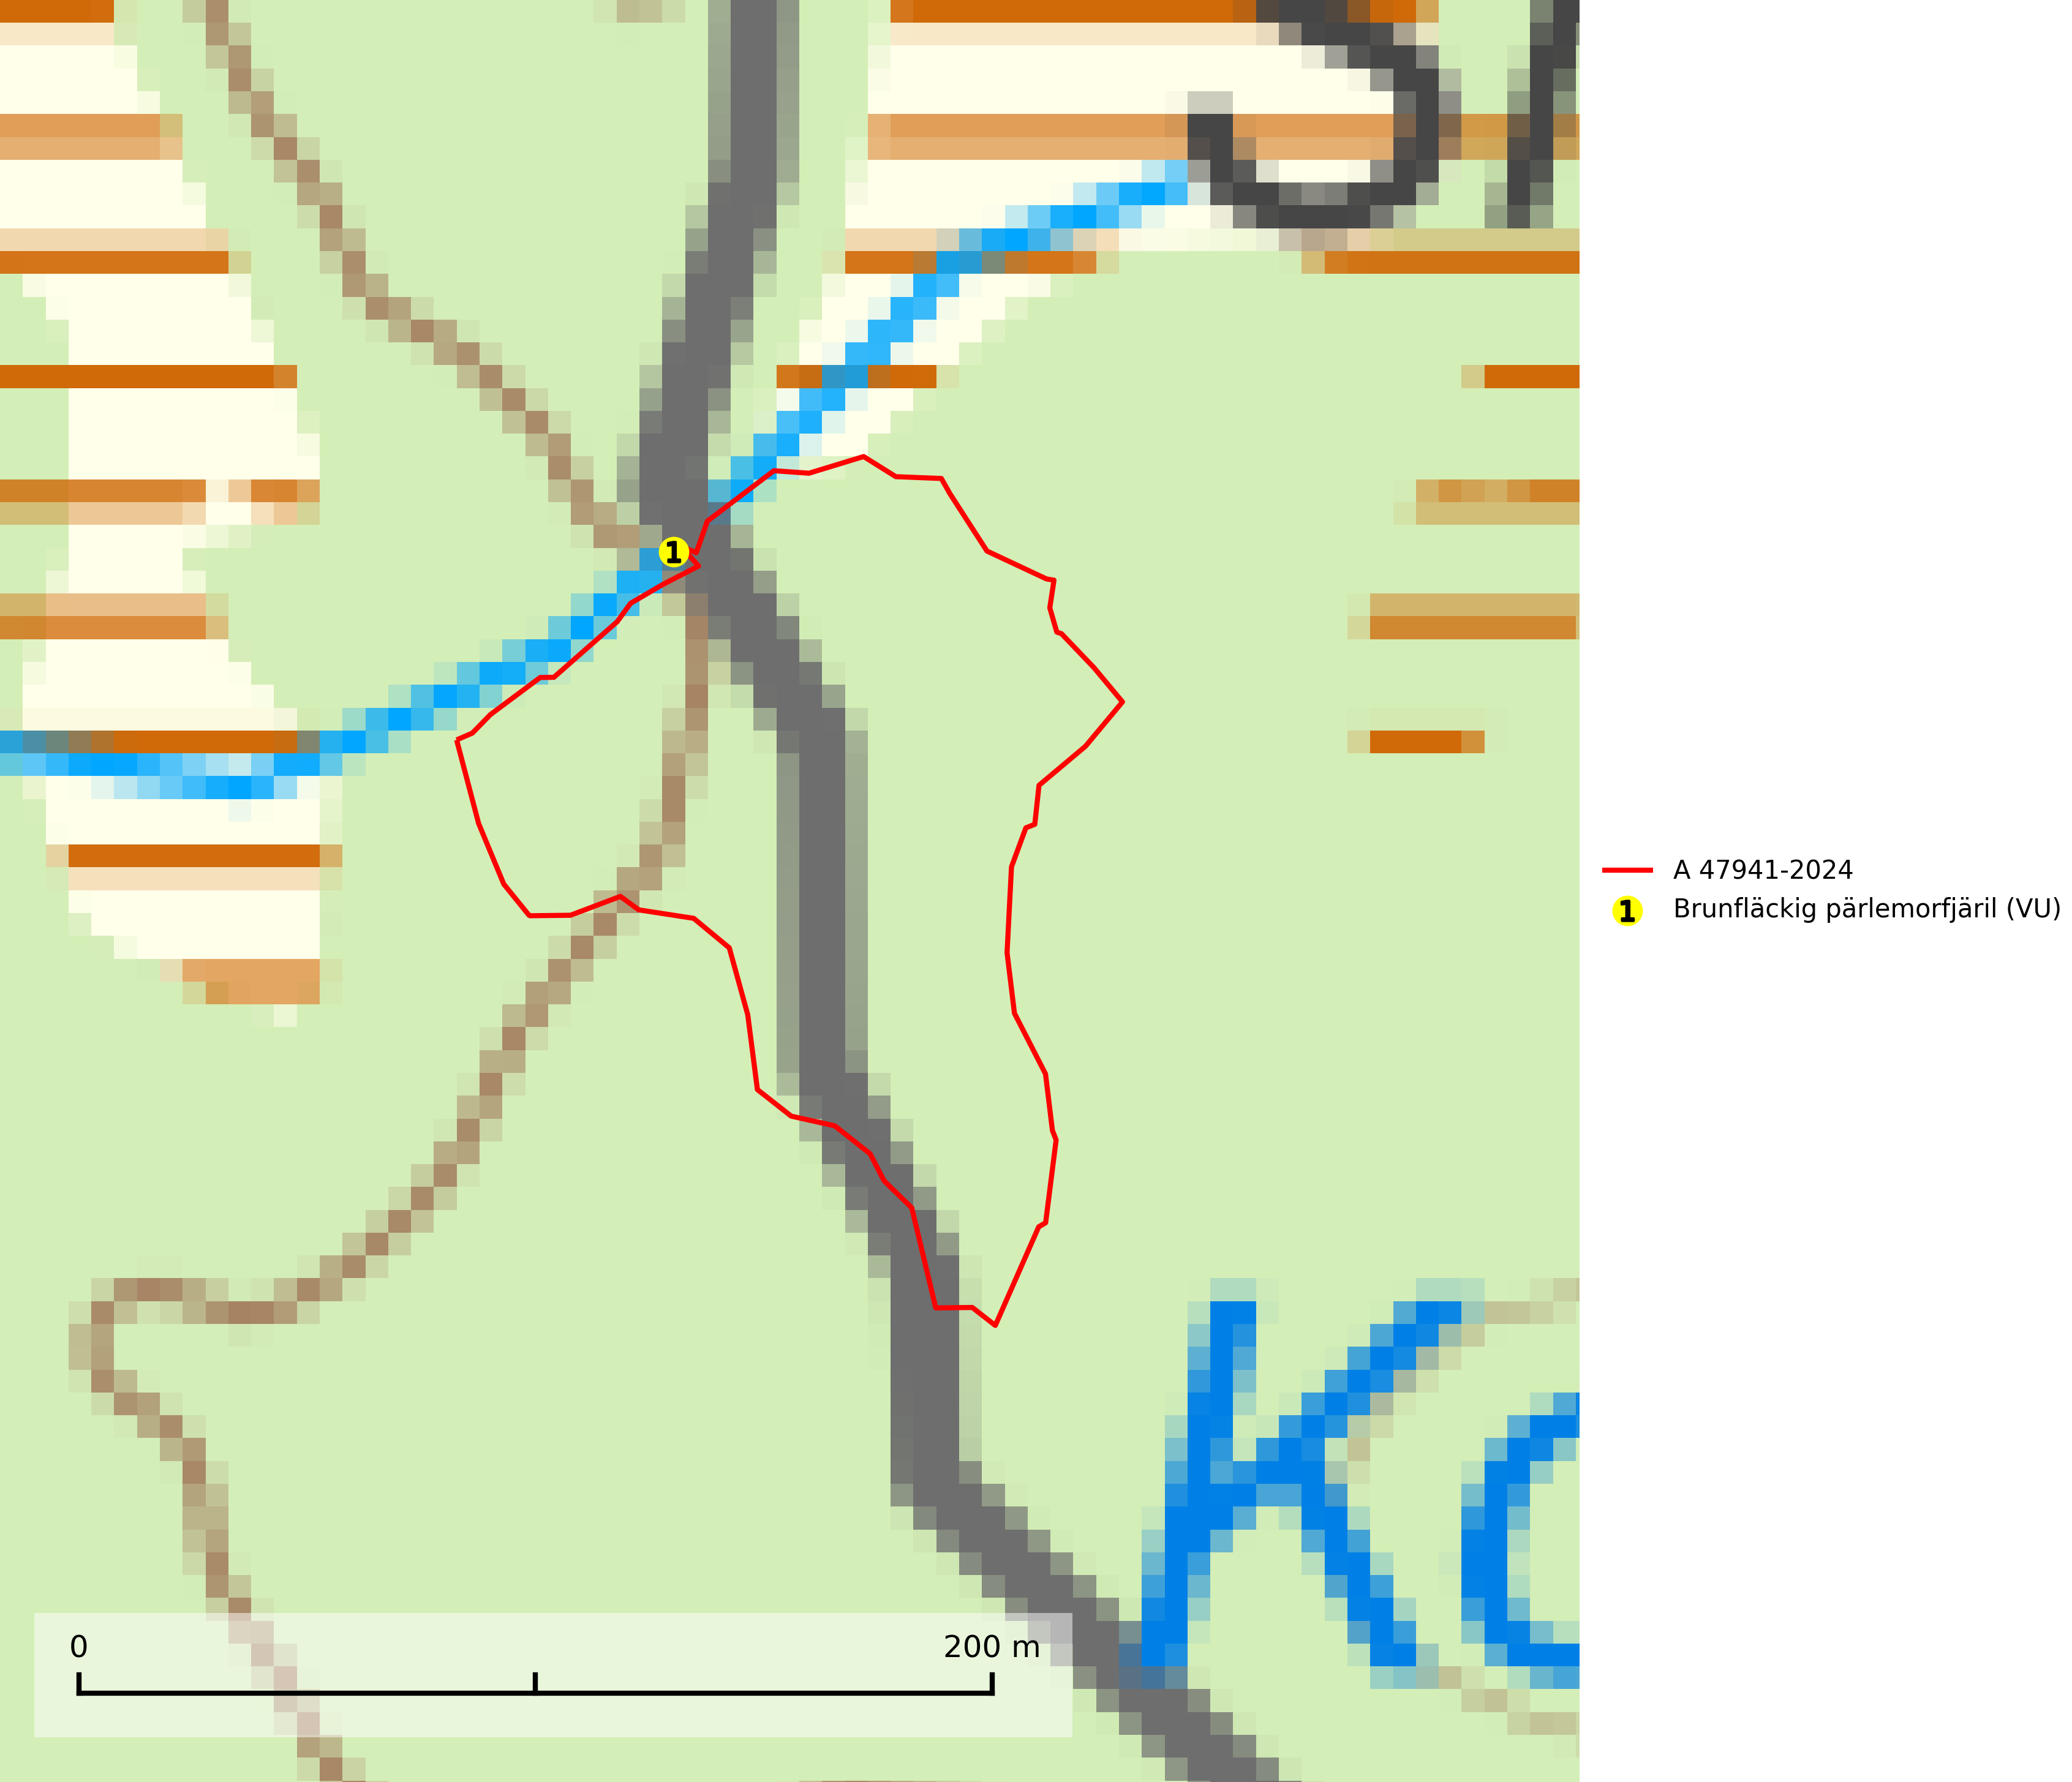 1
A 47941-2024
1 Brunfläckig pärlemorfjäril (VU)
0 200 m